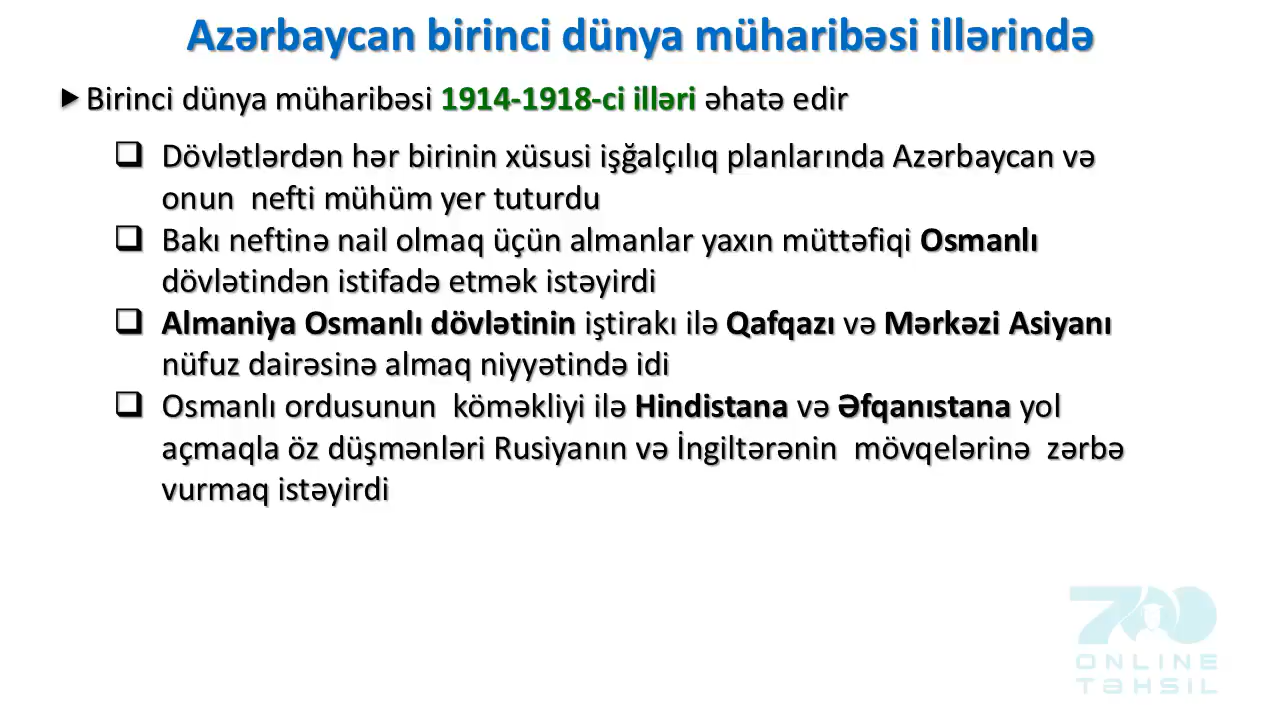 Azərbaycan birinci dünya müharibəsi illərində
▶Birinci dünya müharibəsi 1914-1918-ci illəri əhatə edir
❑ Dövlətlərdən hər birinin xüsusi işğalçılıq planlarında Azərbaycan və
onun nefti mühüm yer tuturdu
❑ Bakı neftinə nail olmaq üçün almanlar yaxın müttəfiqi Osmanlı
dövlətindən istifadə etmək istəyirdi
❑ Almaniya Osmanlı dövlətinin iştirakı ilə Qafqazı və Mərkəzi Asiyanı
nüfuz dairəsinə almaq niyyətində idi
❑ Osmanlı ordusunun köməkliyi ilə Hindistana və Əfqanıstana yol
açmaqla öz düşmənləri Rusiyanın və İngiltərənin mövqelərinə zərbə
vurmaq istəyirdi
700
ONLINE
TƏHSIL